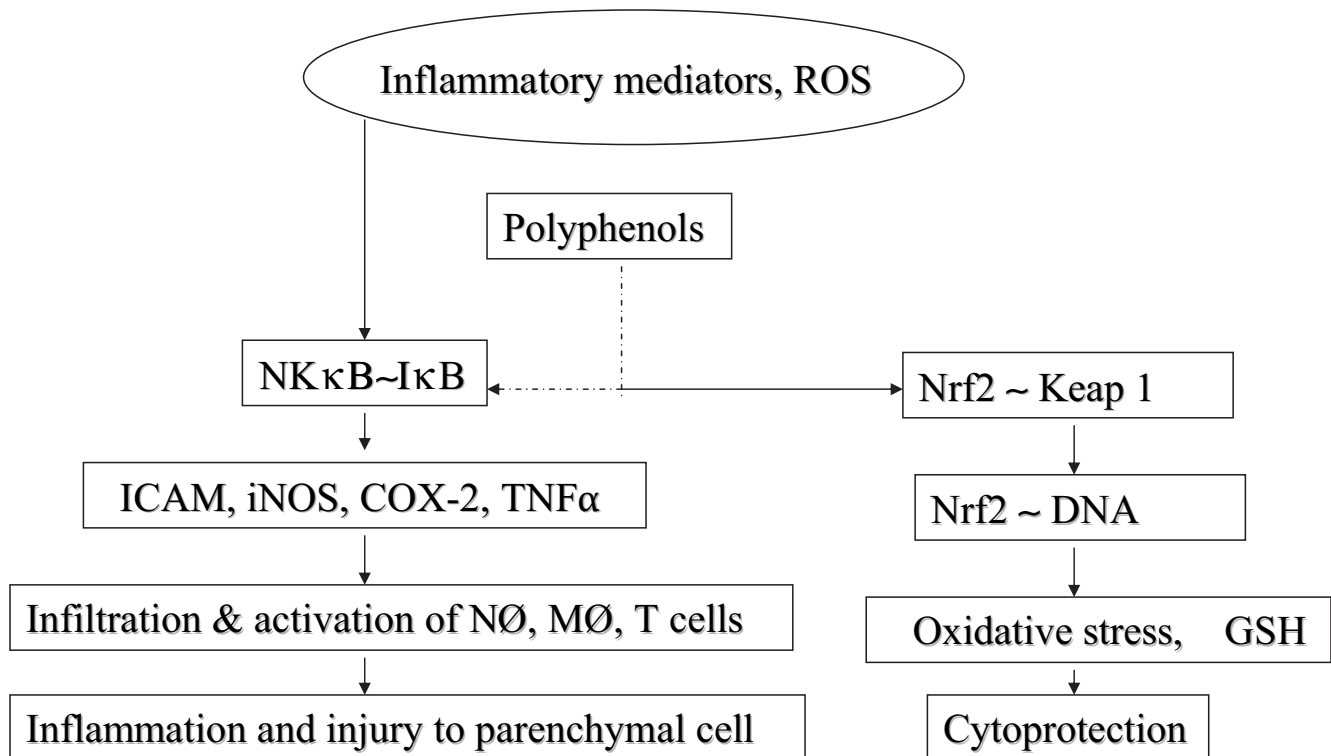 Inflammatory mediators, ROS
Polyphenols
NKκB~IκB
Nrf2 ~ Keap 1
ICAM, iNOS, COX-2, TNFα
Nrf2 ~ DNA
Infiltration & activation of NØ, MØ, T cells
Oxidative stress, GSH
Inflammation and injury to parenchymal cell
Cytoprotection